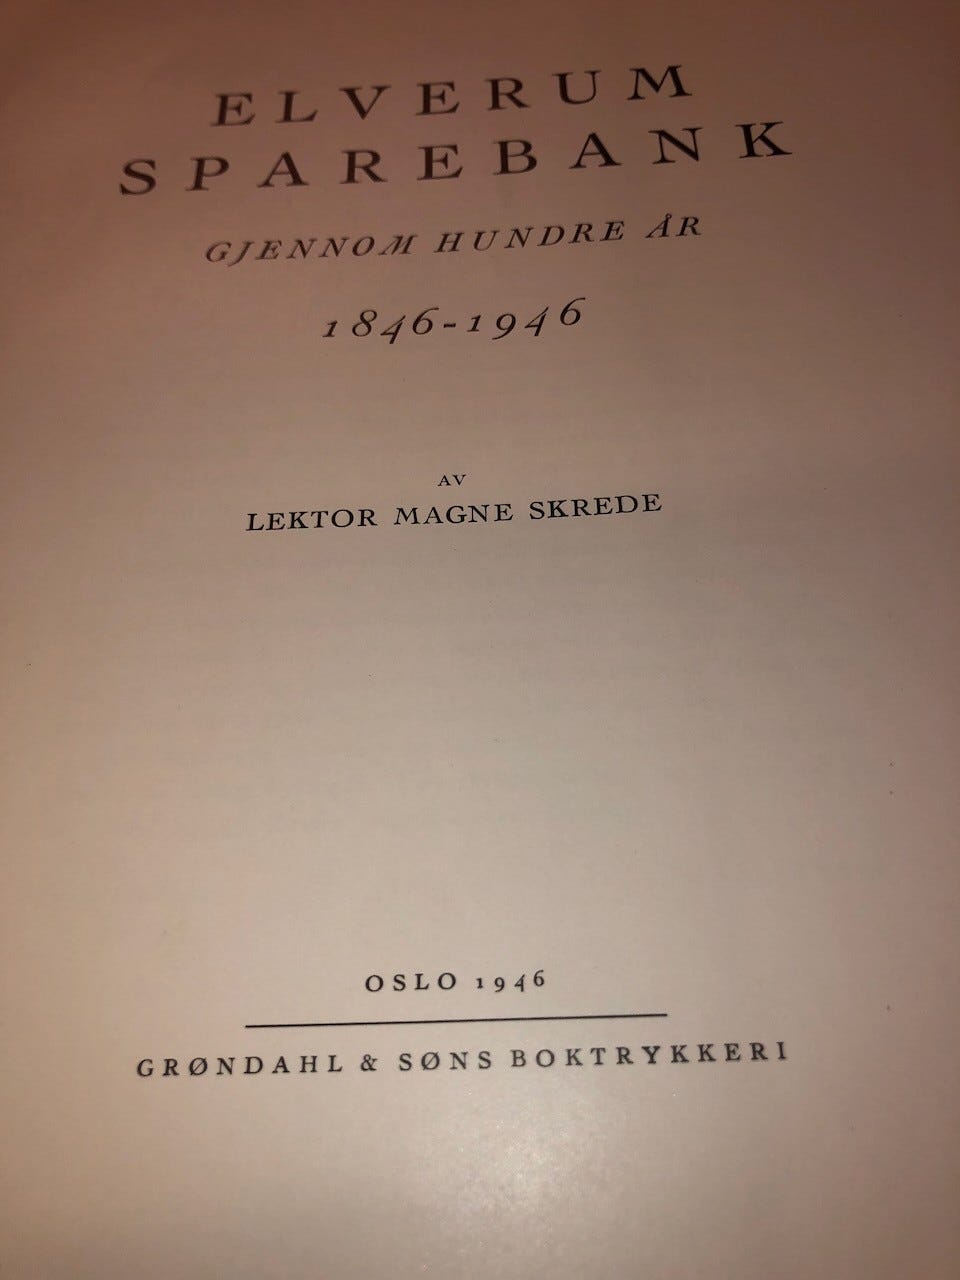 ELVERUM
SPAREBANK
GJENNOM HUNDRE ÅR
1846-1946
AV
LEKTOR MAGNE SKREDE
OSLO 1946
GRØNDAHL & SØNS BOKTRYKKERI